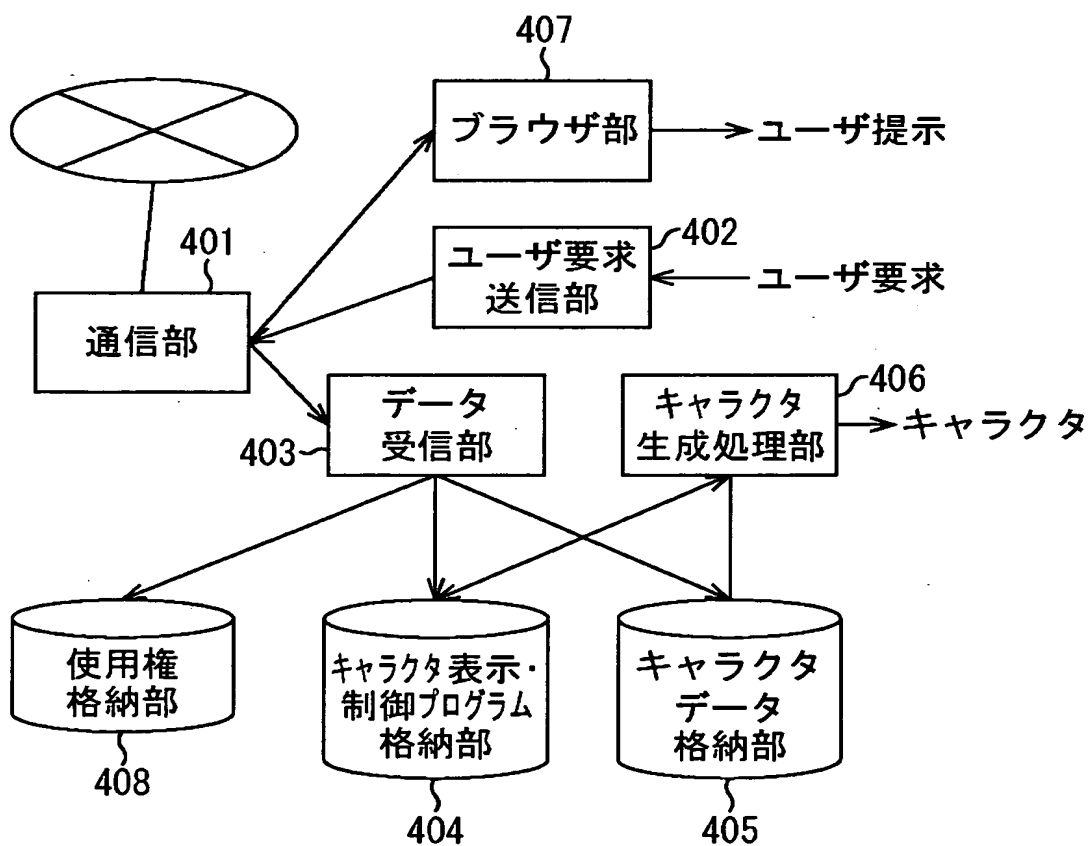 407
ブラウザ部
ユーザ提示
401
402
ユーザ要求
送信部
ユーザ要求
通信部
データ
受信部
403
406
キャラクタ
生成処理部
キャラクタ
使用権
格納部
キャラクタ表示・
制御プログラム
格納部
キャラクタ
データ
格納部
408
404
405